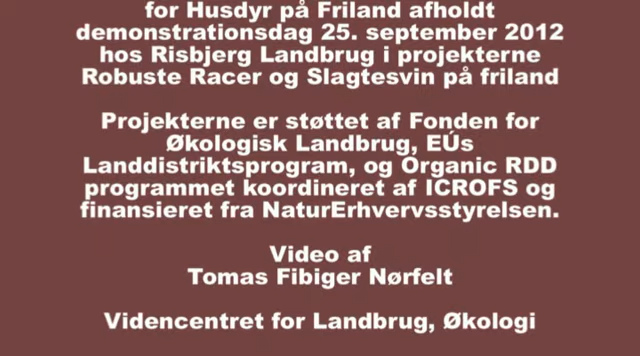 for Husdyr på Friland afholdt
demonstrationsdag 25. september 2012
hos Risbjerg Landbrug i projekterne
Robuste Racer og Slagtesvin på friland
Projekterne er støttet af Fonden for
Økologisk Landbrug, EÚs
Landdistriktsprogram, og Organic RDD
programmet koordineret af ICROFS og
finansieret fra NaturErhvervsstyrelsen.
Video af
Tomas Fibiger Nørfelt
Videncentret for Landbrug, Økologi